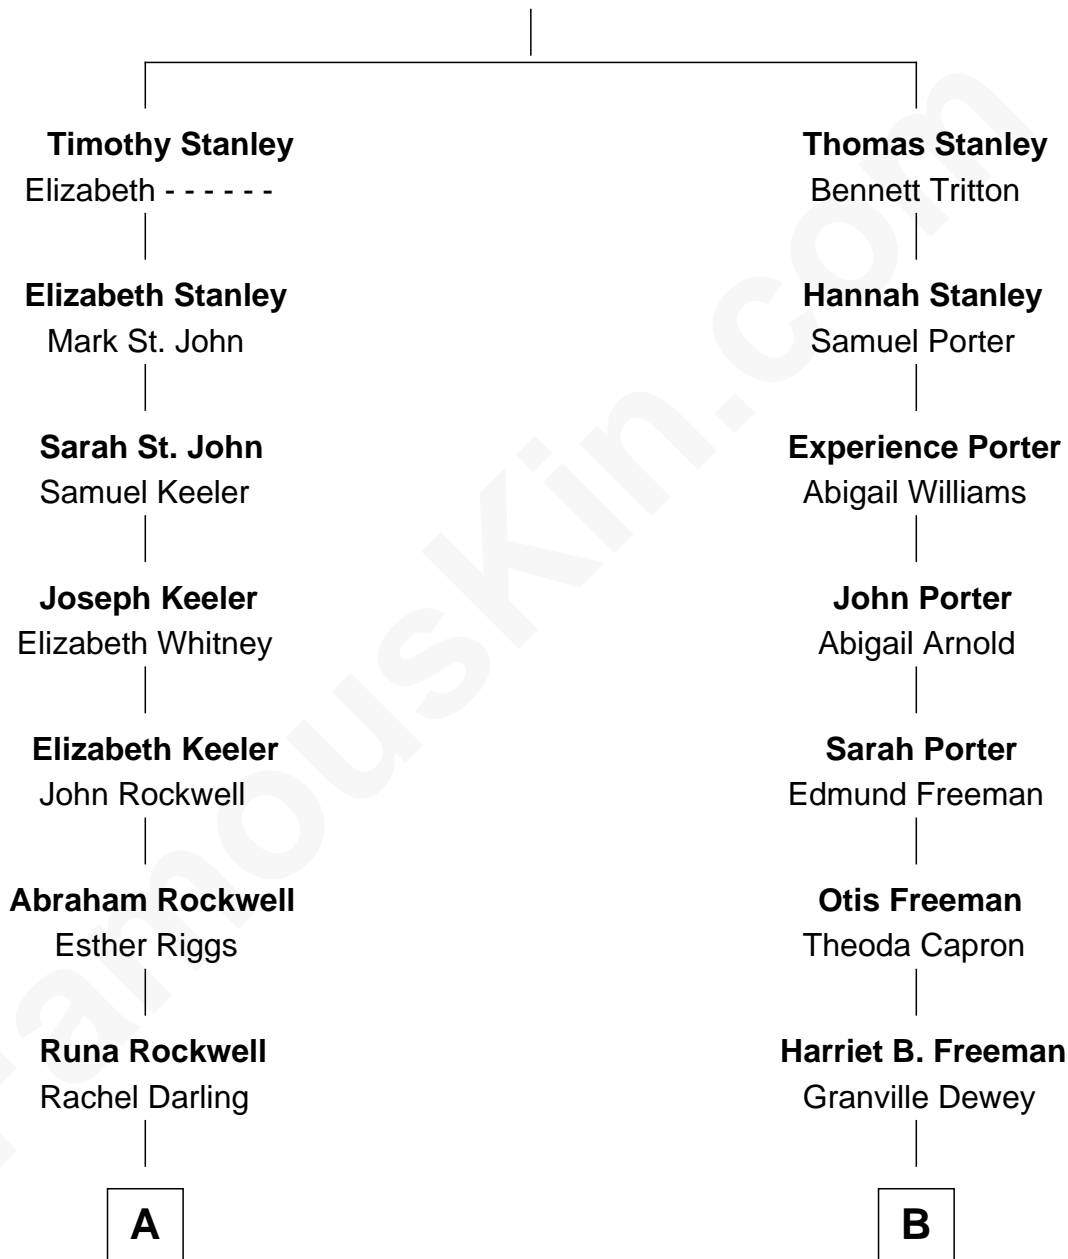 Timothy Stanley
Elizabeth - - - - - -
Thomas Stanley
Bennett Tritton
Elizabeth Stanley
Mark St. John
Hannah Stanley
Samuel Porter
Sarah St. John
Samuel Keeler
Experience Porter
Abigail Williams
Joseph Keeler
Elizabeth Whitney
John Porter
Abigail Arnold
Elizabeth Keeler
John Rockwell
Sarah Porter
Edmund Freeman
Abraham Rockwell
Esther Riggs
Otis Freeman
Theoda Capron
Runa Rockwell
Rachel Darling
Harriet B. Freeman
Granville Dewey
A
B
FamousKin.com